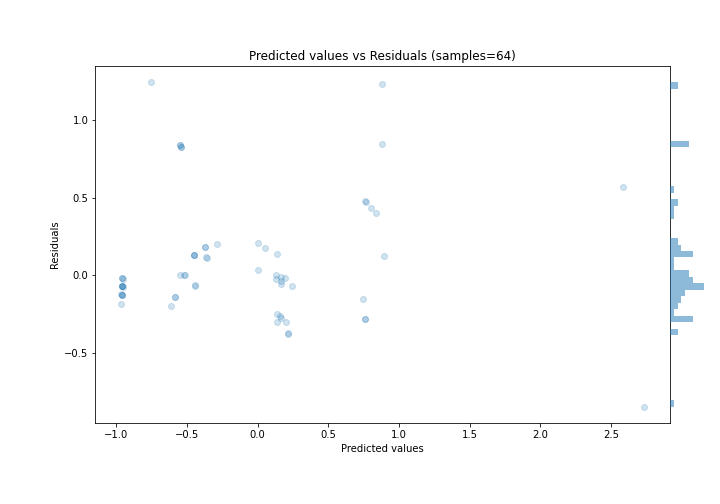 Predicted values vs Residuals (samples=64)
1.0
0.5
0.0
−0.5
Residuals
−1.0 −0.5 0.0 0.5 1.0 1.5 2.0 2.5
Predicted values